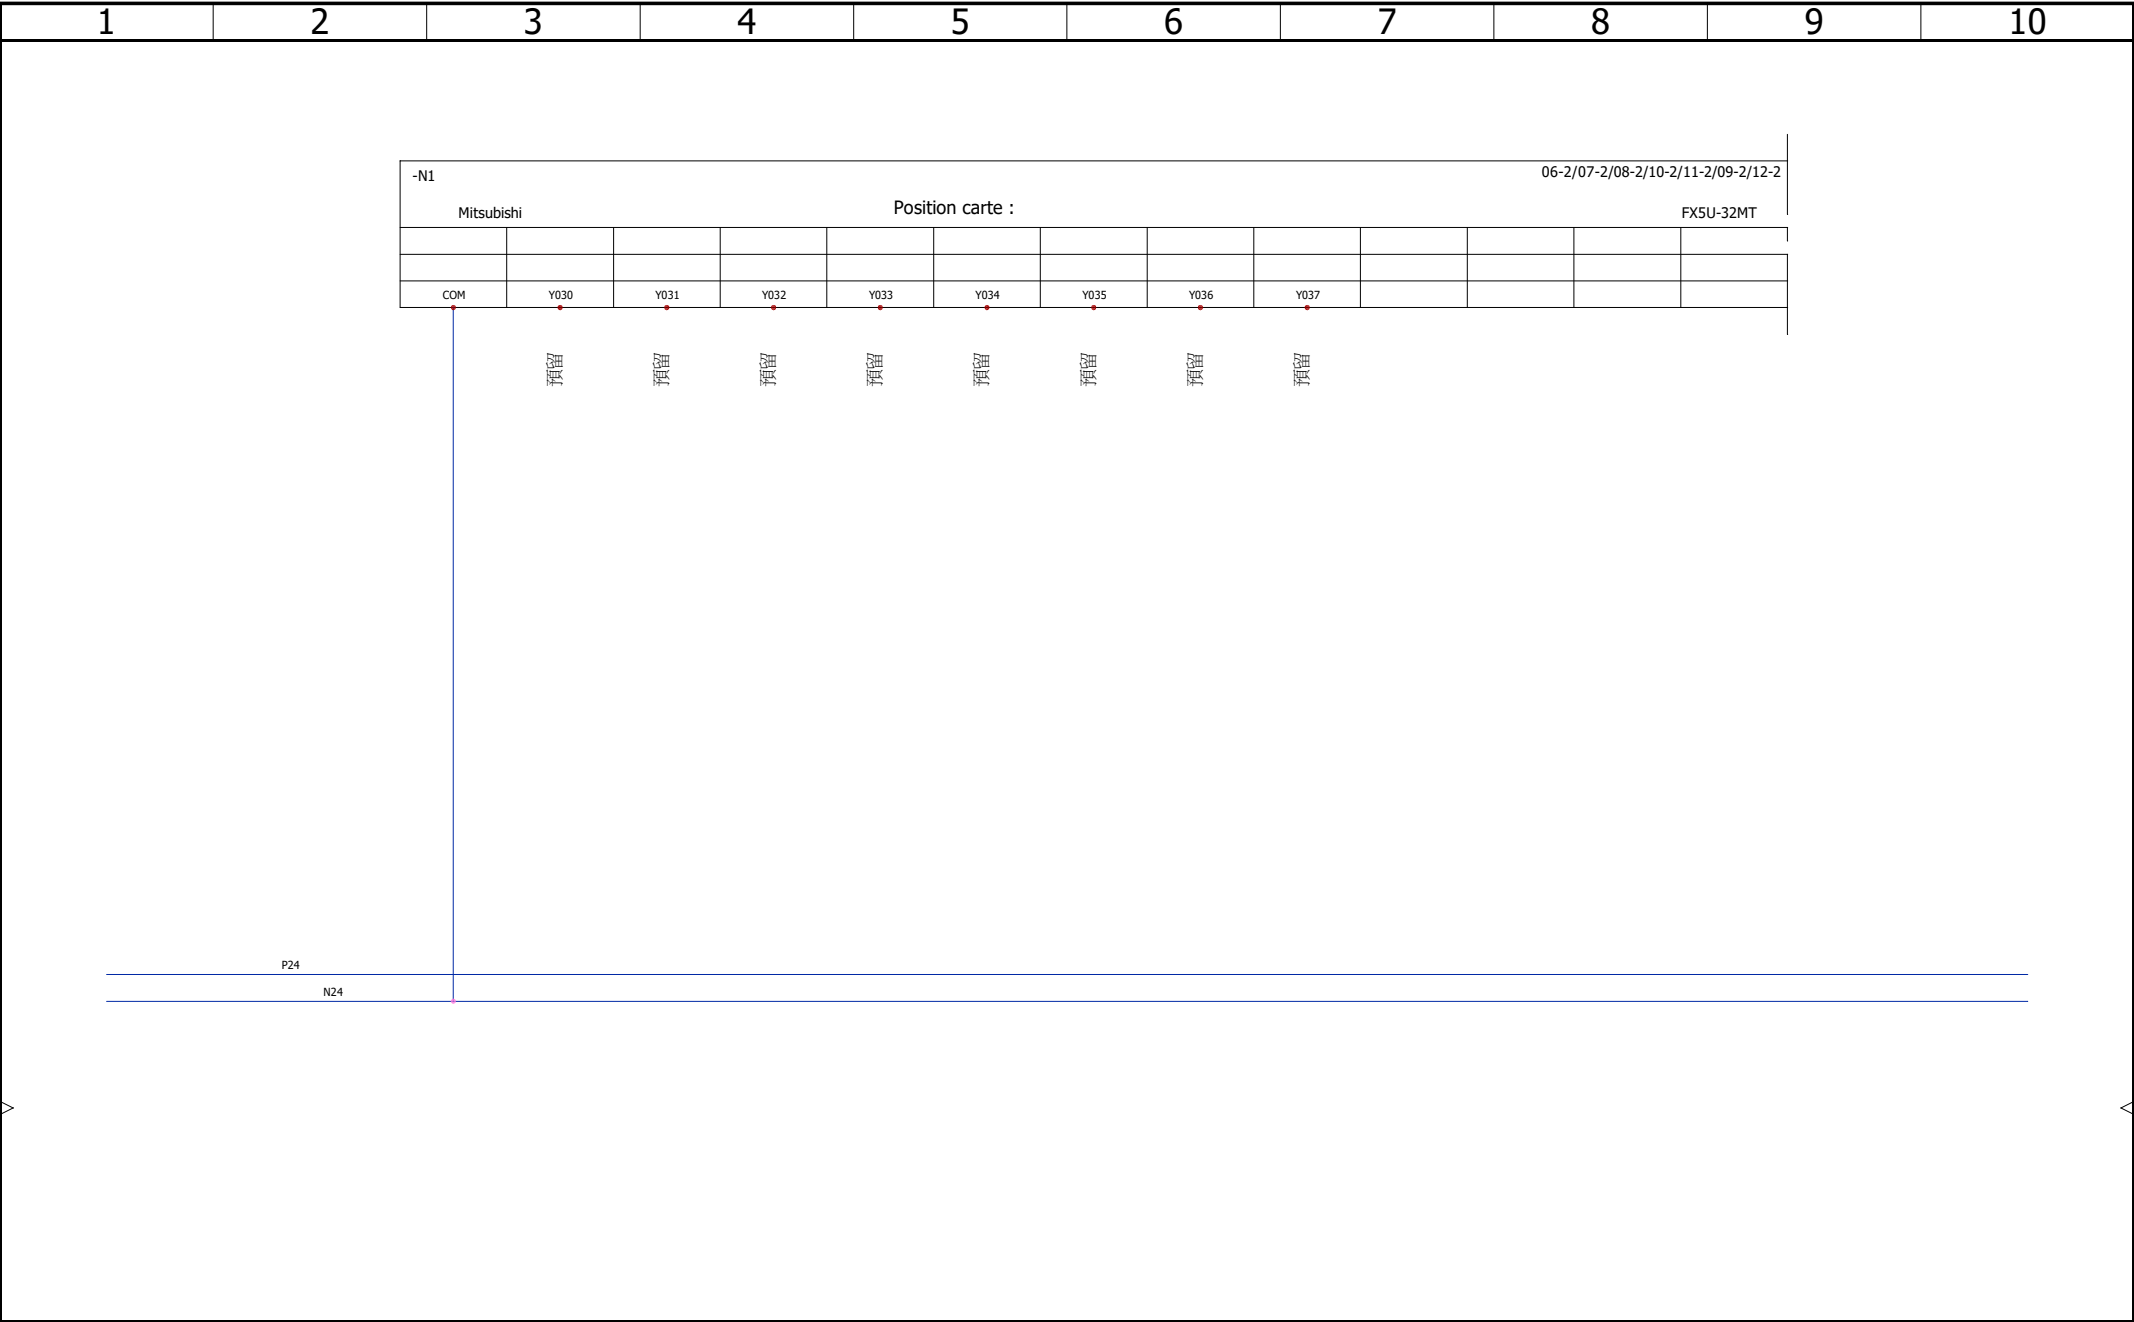 1 2 3 4 5 6 7 8 9 10
-N1 06-2/07-2/08-2/10-2/11-2/09-2/12-2
Mitsubishi Position carte : FX5U-32MT
COM Y030 Y031 Y032 Y033 Y034 Y035 Y036 Y037
預留 預留 預留 預留 預留 預留 預留 預留
P24
N24